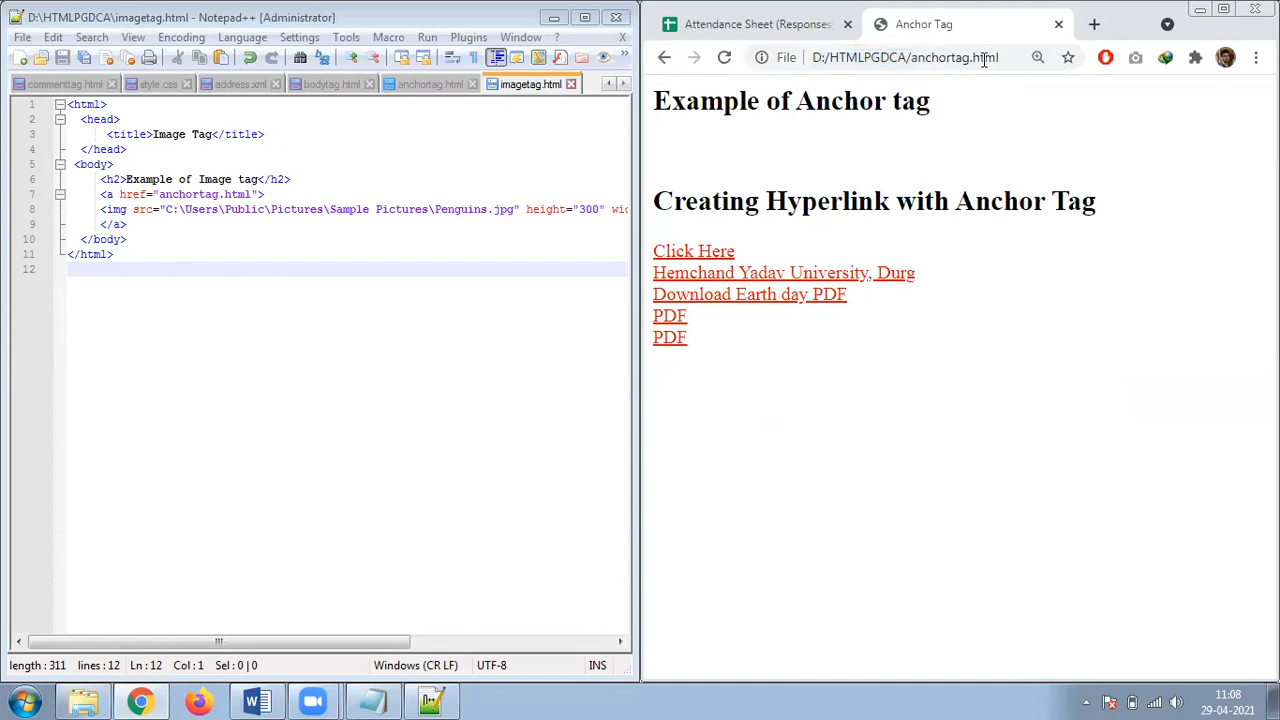 D:\HTMLPGDCA\imagetag.html - Notepad++ [Administrator]
File Edit Search View Encoding Language Settings Tools Macro Run Plugins Window ? X
commenttag.html style.css address.xml bodytag.html anchortag.html imagetag.html
1 <html>
2 <head>
3 <title>Image Tag</title>
4 </head>
5 <body>
6 <h2>Example of Image tag</h2>
7 <a href="anchortag.html">
8 <img src="C:\Users\Public\Pictures\Sample Pictures\Penguins.jpg" height="300" wid
9 </a>
10 </body>
11 </html>
12
length : 311 lines : 12 Ln : 12 Col : 1 Sel : 0 | 0 Windows (CR LF) UTF-8 INS
Attendance Sheet (Responses) Anchor Tag
File D:/HTMLPGDCA/anchortag.html
Example of Anchor tag
Creating Hyperlink with Anchor Tag
Click Here
Hemchand Yadav University, Durg
Download Earth day PDF
PDF
PDF
11:08
29-04-2021